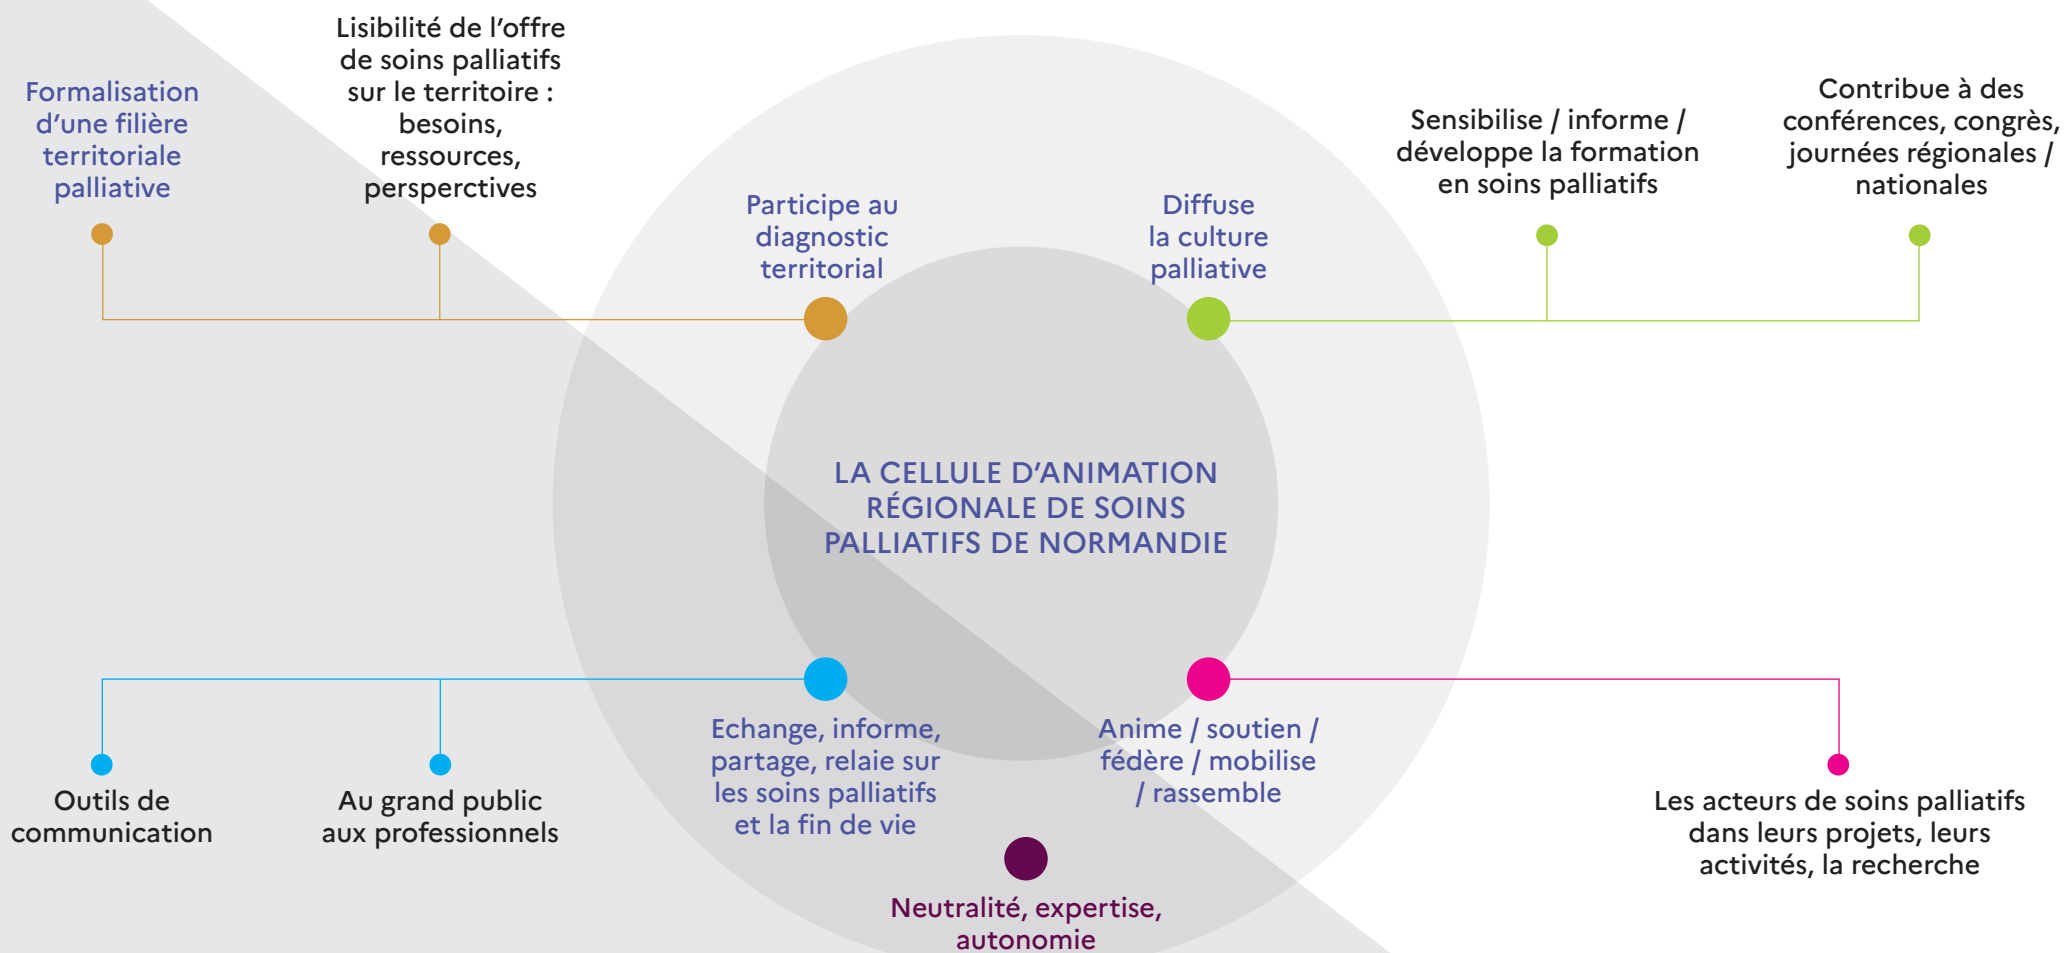 Formalisation
d'une filière
territoriale
palliative
Lisibilité de l'offre
de soins palliatifs
sur le territoire :
besoins,
ressources,
persperctives
Participe au
diagnostic
territorial
Diffuse
la culture
palliative
Sensibilise / informe /
développe la formation
en soins palliatifs
Contribue à des
conférences, congrès,
journées régionales /
nationales
LA CELLULE D'ANIMATION
RÉGIONALE DE SOINS
PALLIATIFS DE NORMANDIE
Outils de
communication
Au grand public
aux professionnels
Echange, informe,
partage, relaie sur
les soins palliatifs
et la fin de vie
Anime / soutien /
fédère / mobilise
/ rassemble
Les acteurs de soins palliatifs
dans leurs projets, leurs
activités, la recherche
Neutralité, expertise,
autonomie